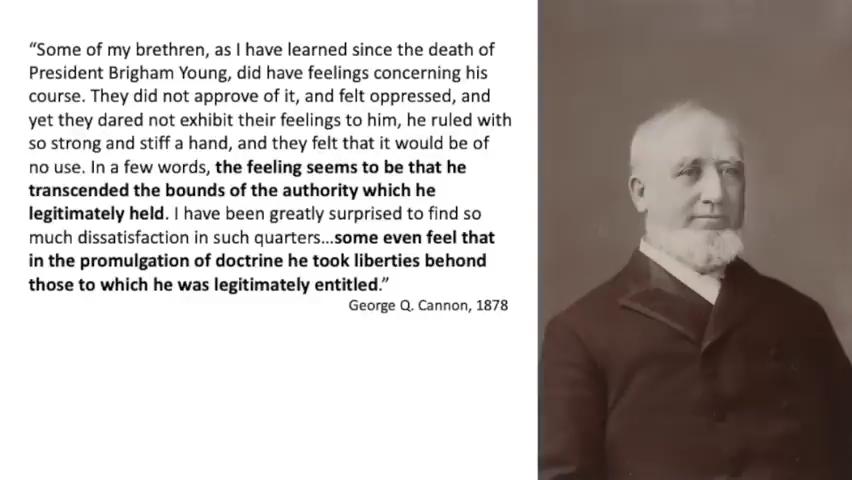 “Some of my brethren, as I have learned since the death of
President Brigham Young, did have feelings concerning his
course. They did not approve of it, and felt oppressed, and
yet they dared not exhibit their feelings to him, he ruled with
so strong and stiff a hand, and they felt that it would be of
no use. In a few words, the feeling seems to be that he
transcended the bounds of the authority which he
legitimately held. I have been greatly surprised to find so
much dissatisfaction in such quarters...some even feel that
in the promulgation of doctrine he took liberties behond
those to which he was legitimately entitled.”
George Q. Cannon, 1878